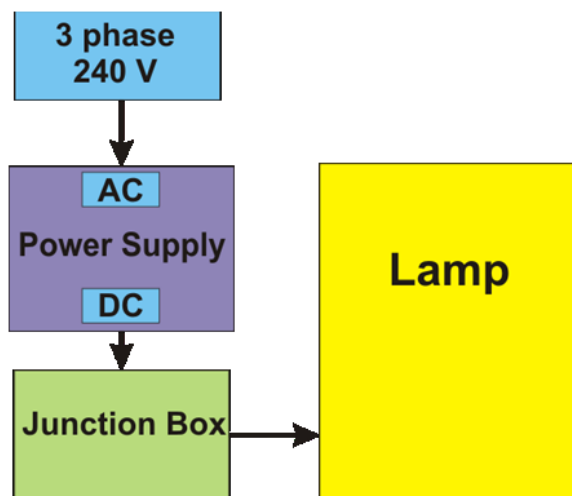 3 phase
240 V
AC
Power Supply
DC
Junction Box
Lamp